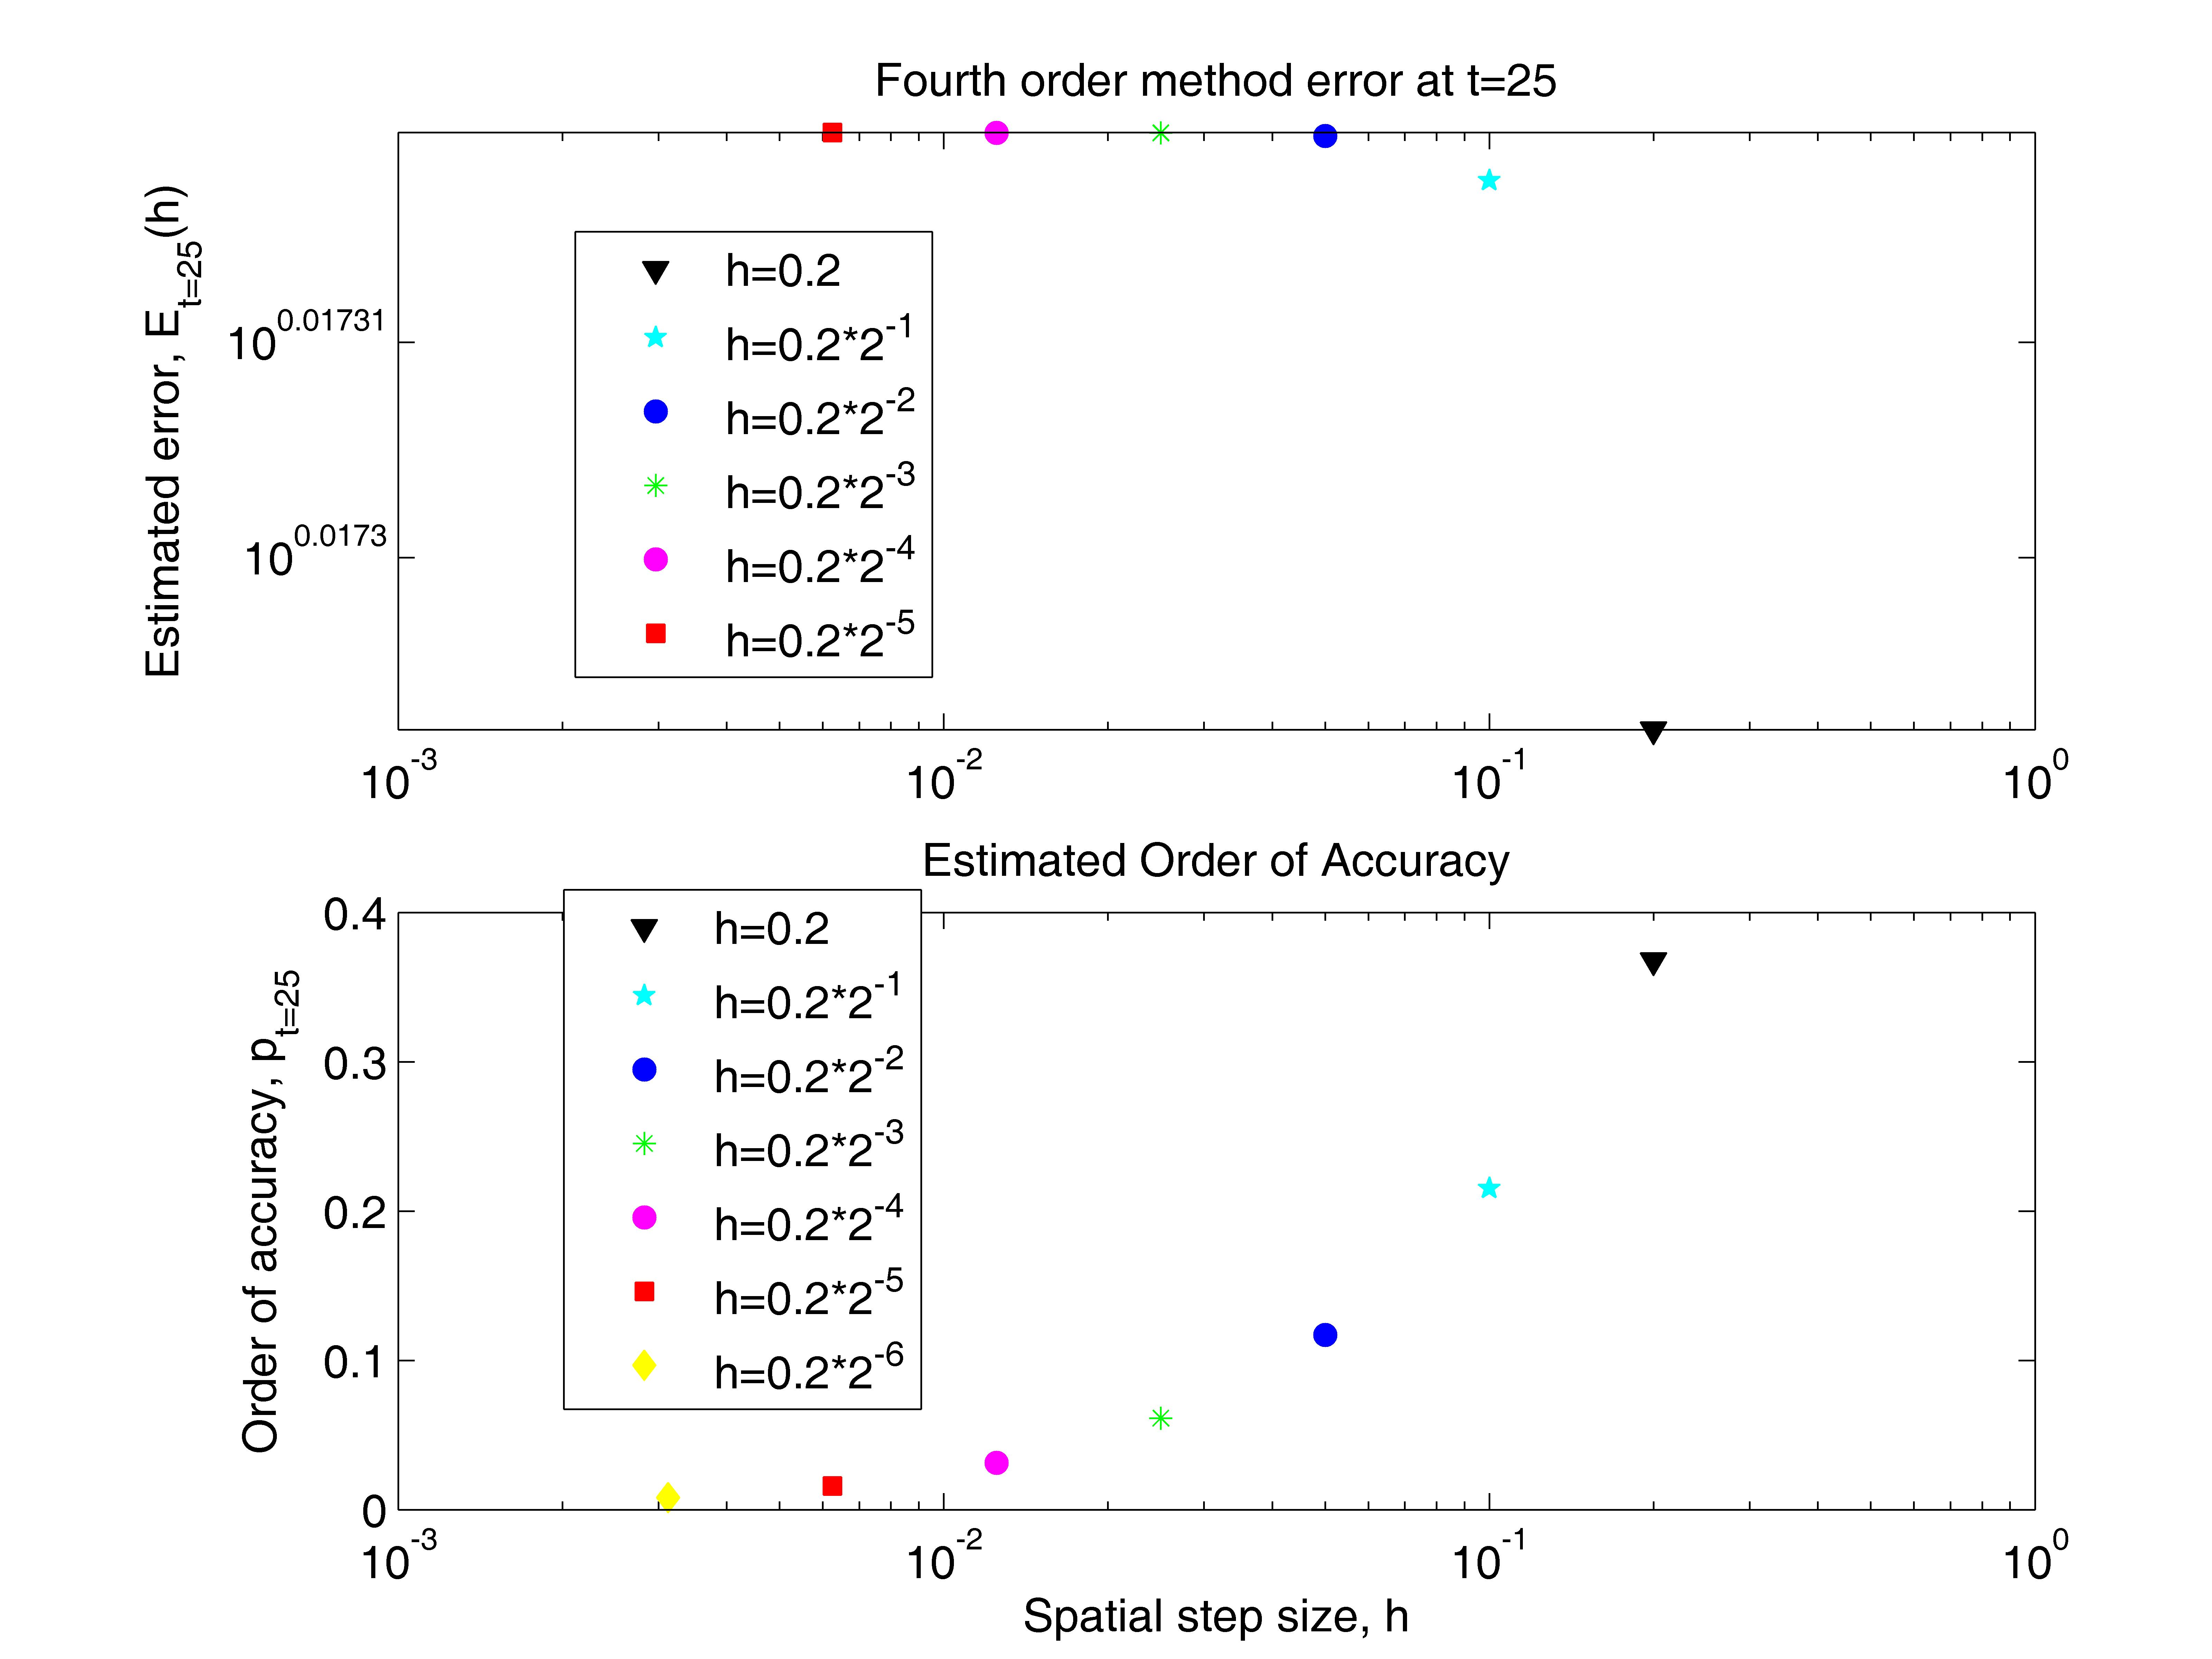 Fourth order method error at t=25
Estimated error, E_{t=25}(h)
10^{0.01731}
10^{0.0173}
h=0.2
h=0.2*2^{-1}
h=0.2*2^{-2}
h=0.2*2^{-3}
h=0.2*2^{-4}
h=0.2*2^{-5}
10^{-3} 10^{-2} 10^{-1} 10^{0}
Estimated Order of Accuracy
Order of accuracy, p_{t=25}
0.4
0.3
0.2
0.1
0
h=0.2
h=0.2*2^{-1}
h=0.2*2^{-2}
h=0.2*2^{-3}
h=0.2*2^{-4}
h=0.2*2^{-5}
h=0.2*2^{-6}
10^{-3} 10^{-2} 10^{-1} 10^{0}
Spatial step size, h